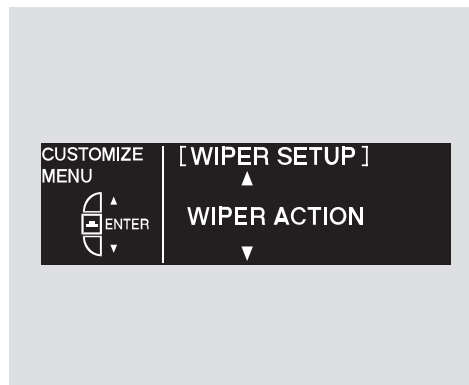 CUSTOMIZE
MENU
ENTER
[WIPER SETUP]
WIPER ACTION